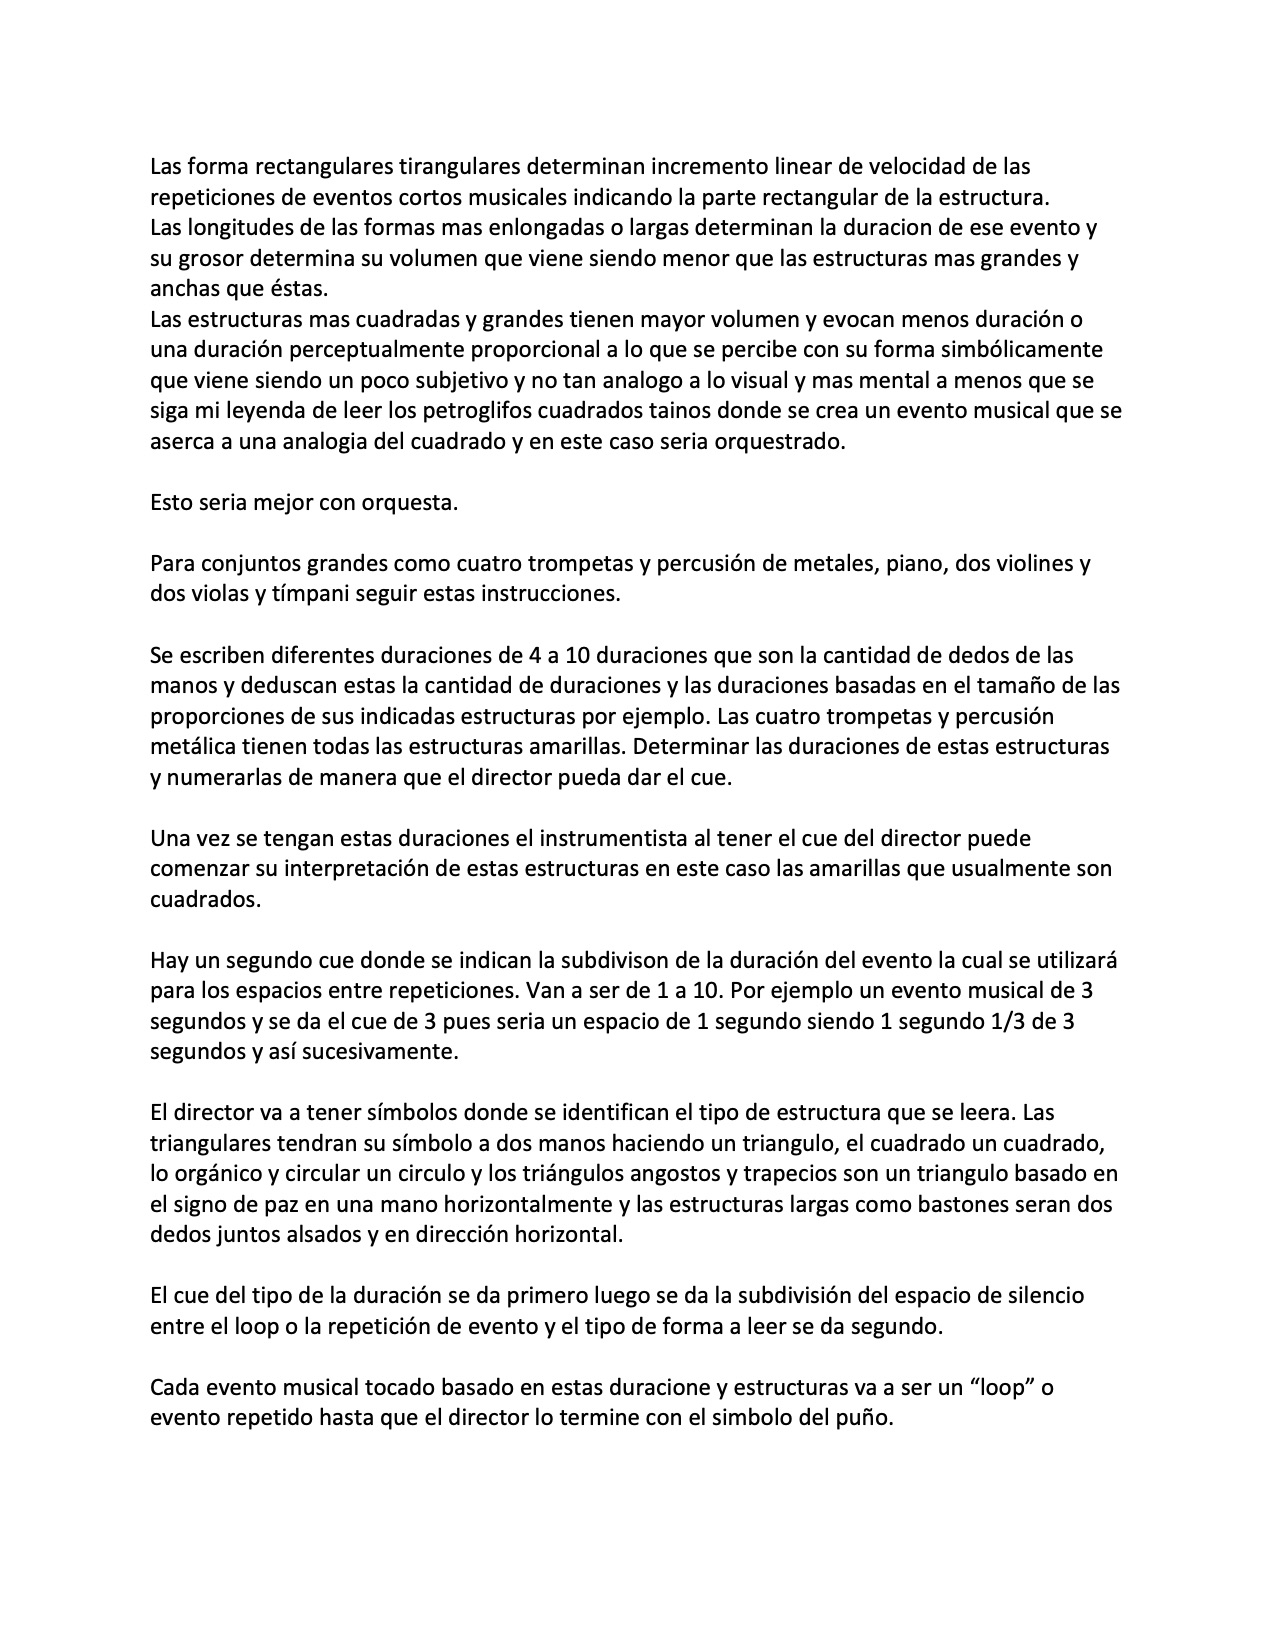 Las forma rectangulares tirangulares determinan incremento linear de velocidad de las
repeticiones de eventos cortos musicales indicando la parte rectangular de la estructura.
Las longitudes de las formas mas enlongadas o largas determinan la duracion de ese evento y
su grosor determina su volumen que viene siendo menor que las estructuras mas grandes y
anchas que éstas.
Las estructuras mas cuadradas y grandes tienen mayor volumen y evocan menos duración o
una duración perceptualmente proporcional a lo que se percibe con su forma simbólicamente
que viene siendo un poco subjetivo y no tan analogo a lo visual y mas mental a menos que se
siga mi leyenda de leer los petroglifos cuadrados tainos donde se crea un evento musical que se
aserca a una analogia del cuadrado y en este caso seria orquestrado.

Esto seria mejor con orquesta.

Para conjuntos grandes como cuatro trompetas y percusión de metales, piano, dos violines y
dos violas y tímpani seguir estas instrucciones.

Se escriben diferentes duraciones de 4 a 10 duraciones que son la cantidad de dedos de las
manos y deduscan estas la cantidad de duraciones y las duraciones basadas en el tamaño de las
proporciones de sus indicadas estructuras por ejemplo. Las cuatro trompetas y percusión
metálica tienen todas las estructuras amarillas. Determinar las duraciones de estas estructuras
y numerarlas de manera que el director pueda dar el cue.

Una vez se tengan estas duraciones el instrumentista al tener el cue del director puede
comenzar su interpretación de estas estructuras en este caso las amarillas que usualmente son
cuadrados.

Hay un segundo cue donde se indican la subdivison de la duración del evento la cual se utilizará
para los espacios entre repeticiones. Van a ser de 1 a 10. Por ejemplo un evento musical de 3
segundos y se da el cue de 3 pues seria un espacio de 1 segundo siendo 1 segundo 1/3 de 3
segundos y así sucesivamente.

El director va a tener símbolos donde se identifican el tipo de estructura que se leera. Las
triangulares tendran su símbolo a dos manos haciendo un triangulo, el cuadrado un cuadrado,
lo orgánico y circular un circulo y los triángulos angostos y trapecios son un triangulo basado en
el signo de paz en una mano horizontalmente y las estructuras largas como bastones seran dos
dedos juntos alsados y en dirección horizontal.

El cue del tipo de la duración se da primero luego se da la subdivisión del espacio de silencio
entre el loop o la repetición de evento y el tipo de forma a leer se da segundo.

Cada evento musical tocado basado en estas duracione y estructuras va a ser un “loop” o
evento repetido hasta que el director lo termine con el simbolo del puño.